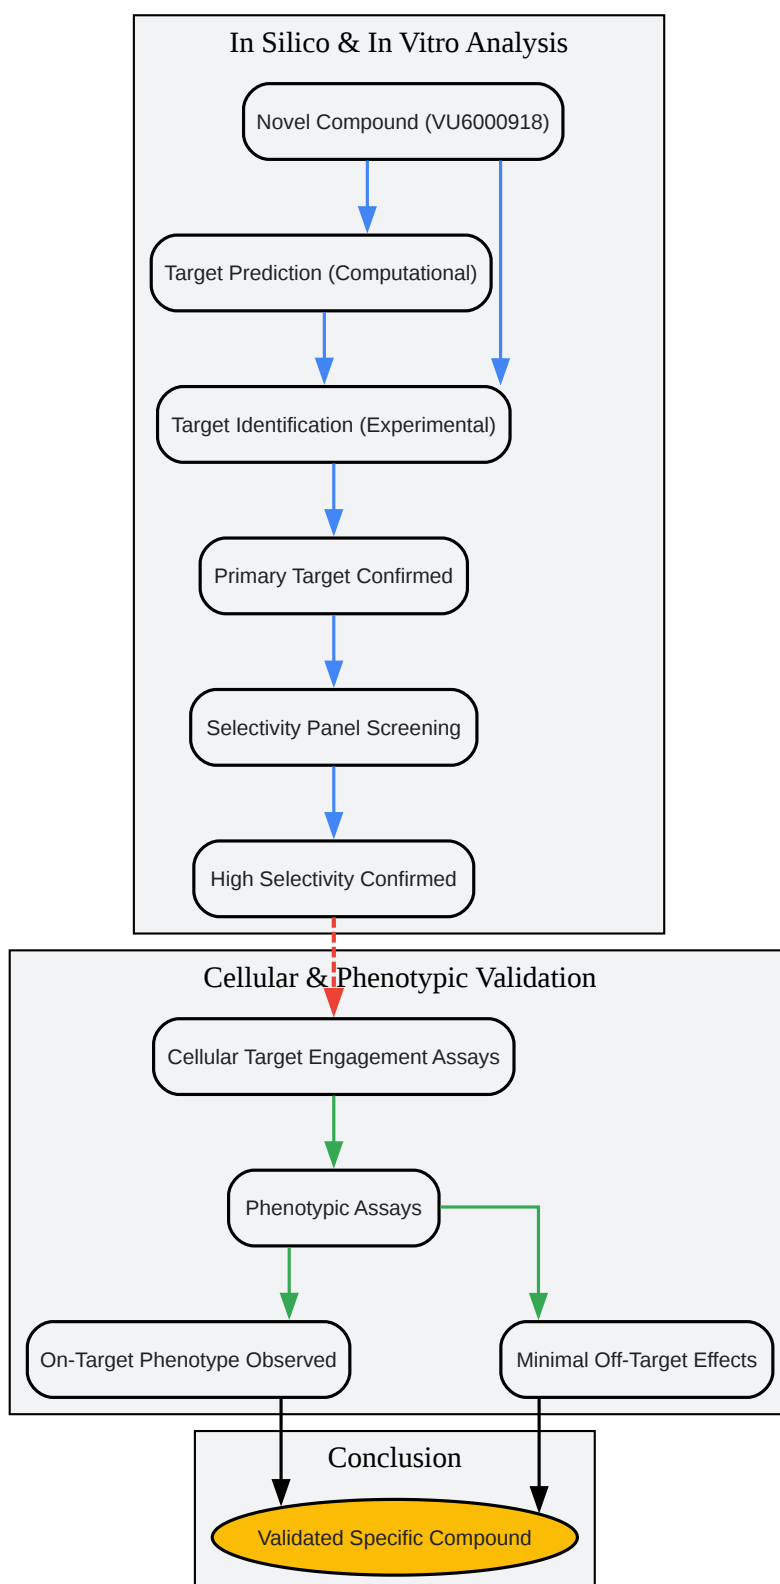 In Silico & In Vitro Analysis
Novel Compound (VU6000918)
Target Prediction (Computational)
Target Identification (Experimental)
Primary Target Confirmed
Selectivity Panel Screening
High Selectivity Confirmed
Cellular & Phenotypic Validation
Cellular Target Engagement Assays
Phenotypic Assays
On-Target Phenotype Observed
Minimal Off-Target Effects
Conclusion
Validated Specific Compound